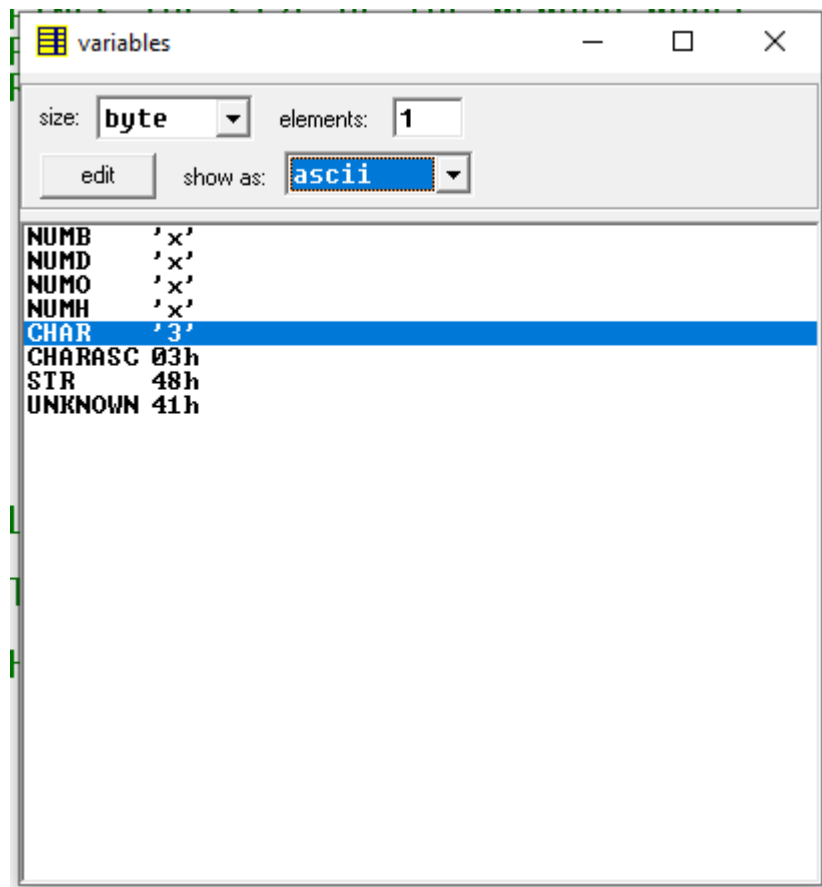 variables
size: byte elements: 1
edit show as: ascii
NUMB 'x'
NUMD 'x'
NUMO 'x'
NUMH 'x'
CHAR '3'
CHARASC 03h
STR 48h
UNKNOWN 41h